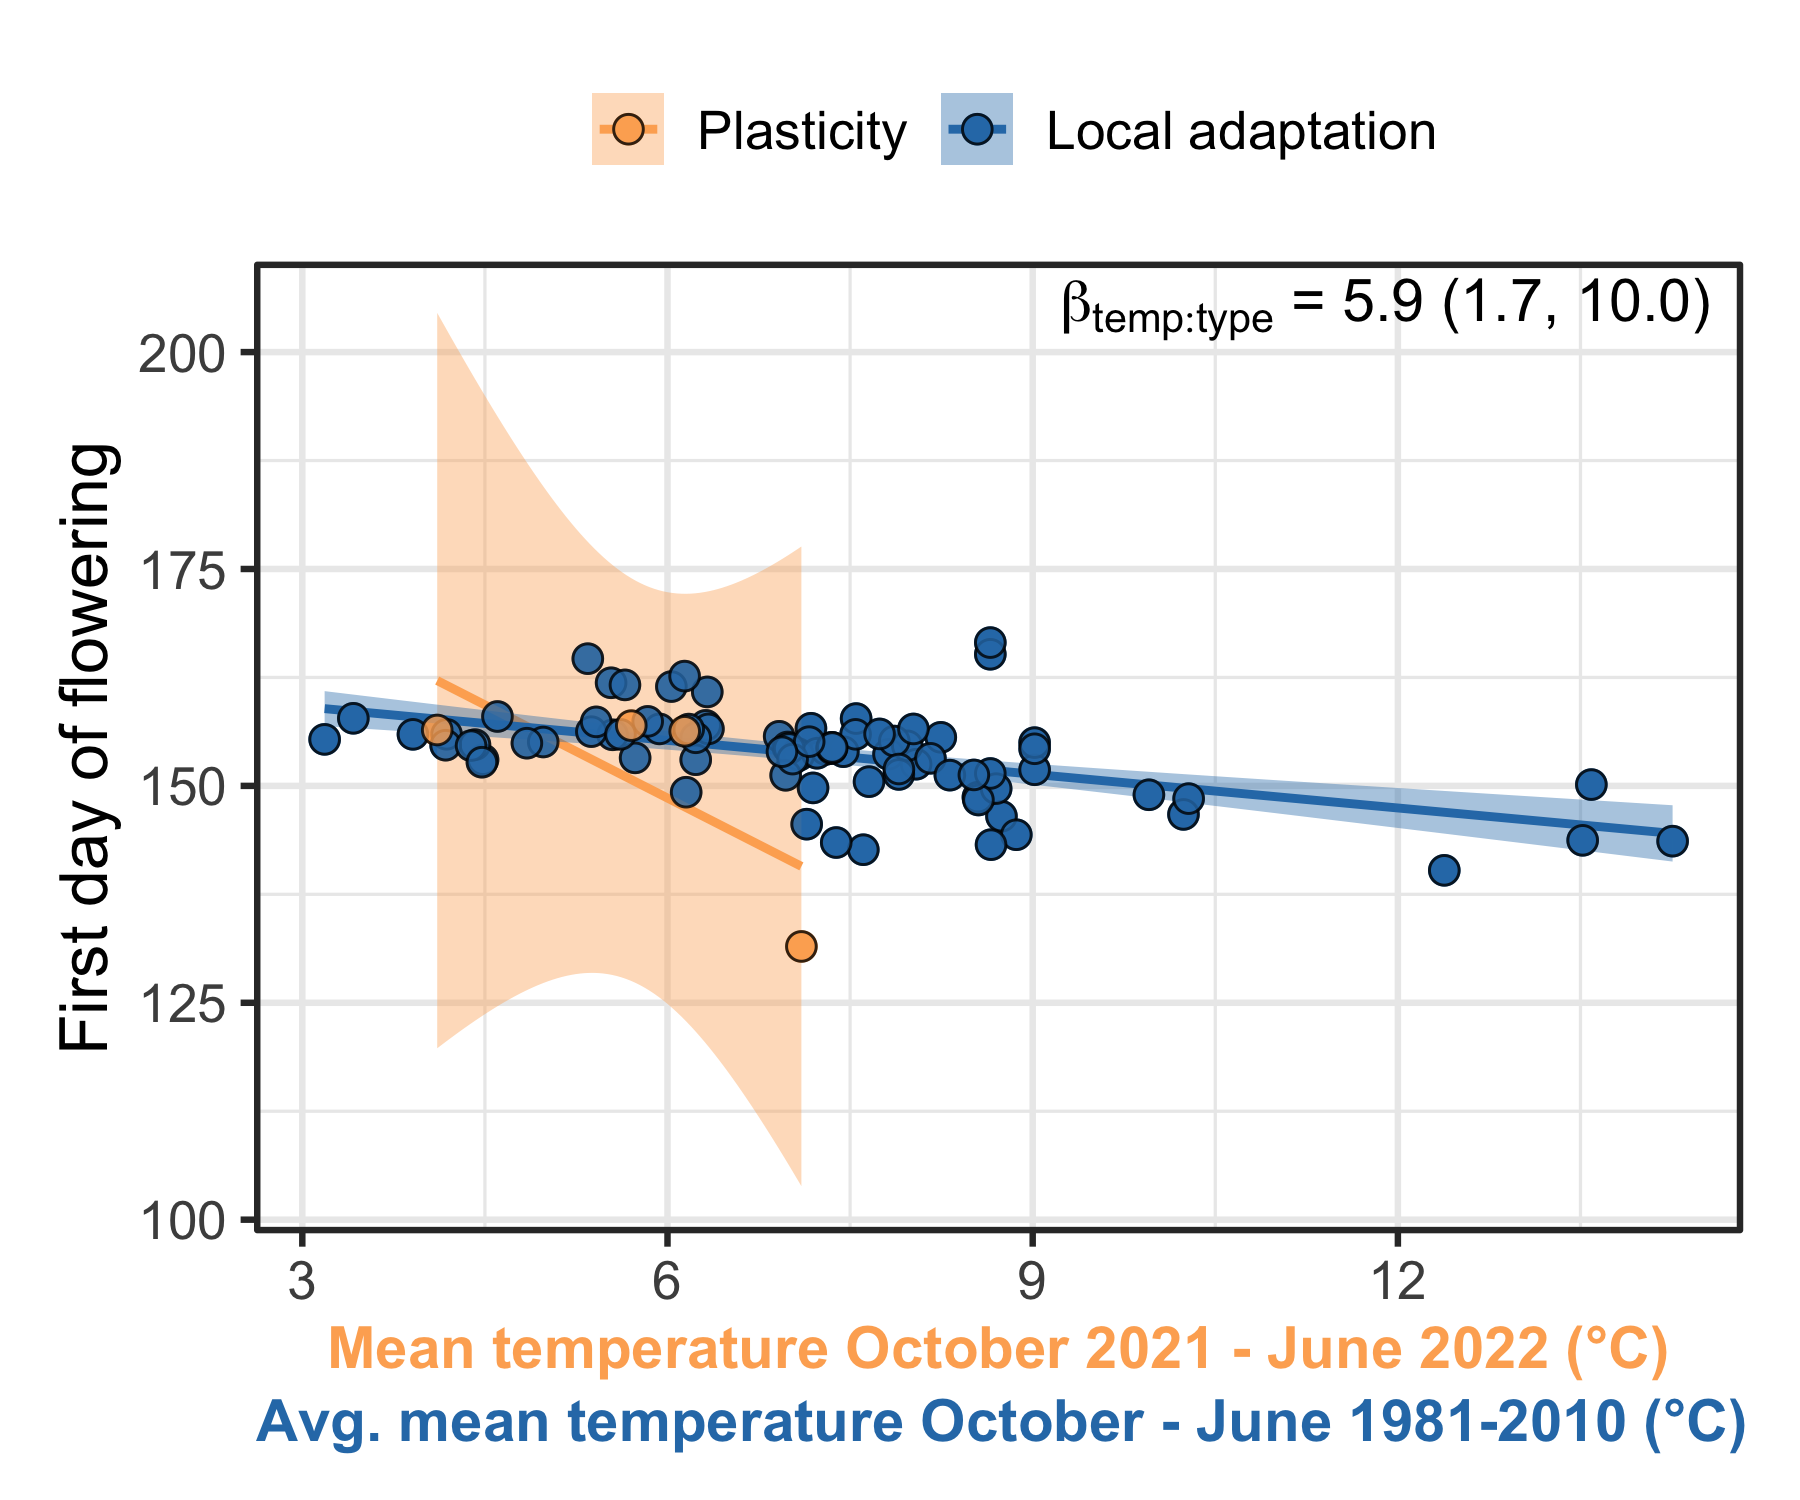 Plasticity Local adaptation
βtemp:type = 5.9 (1.7, 10.0)
First day of flowering
200
175
150
125
100
3 6 9 12
Mean temperature October 2021 - June 2022 (°C)
Avg. mean temperature October - June 1981-2010 (°C)